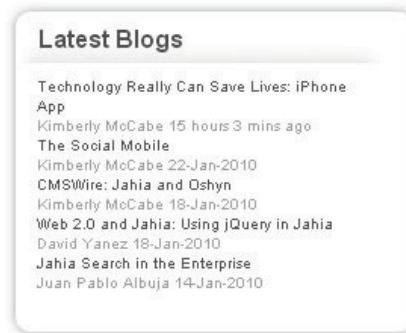 Latest Blogs
Technology Really Can Save Lives: iPhone
App
Kimberly McCabe 15 hours 3 mins ago
The Social Mobile
Kimberly McCabe 22-Jan-2010
CMSWire: Jahia and Oshyn
Kimberly McCabe 18-Jan-2010
Web 2.0 and Jahia: Using jQuery in Jahia
David Yanez 18-Jan-2010
Jahia Search in the Enterprise
Juan Pablo Albuja 14-Jan-2010